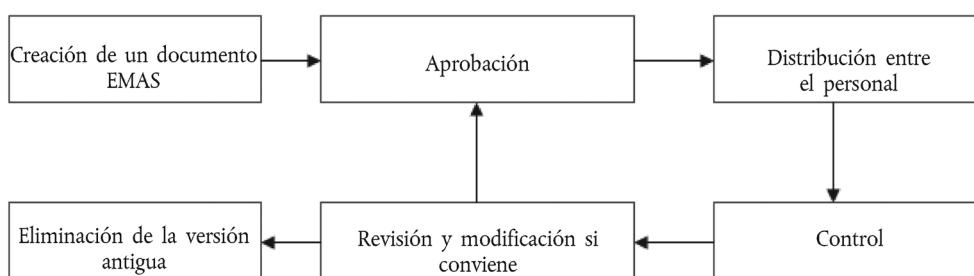 Creación de un documento
EMAS
Aprobación
Distribución entre
el personal
Eliminación de la versión
antigua
Revisión y modificación si
conviene
Control